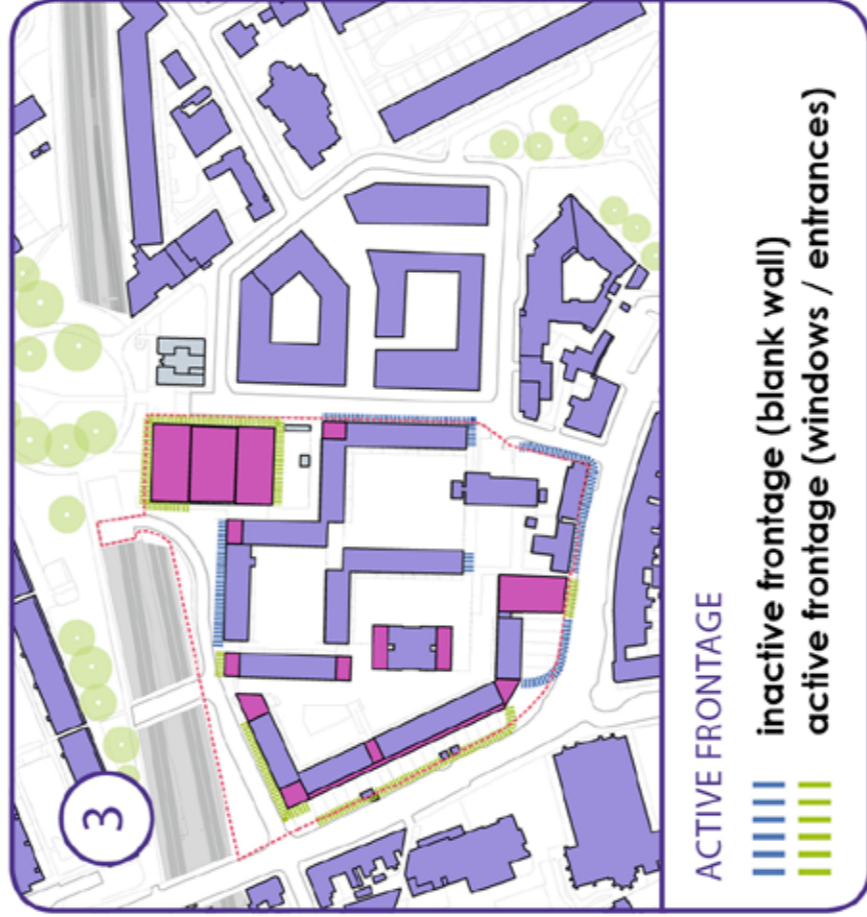 3
ACTIVE FRONTAGE
inactive frontage (blank wall)
active frontage (windows / entrances)